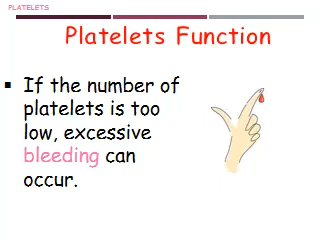 PLATELETS
Platelets Function
▪ If the number of
platelets is too
low, excessive
bleeding can
occur.